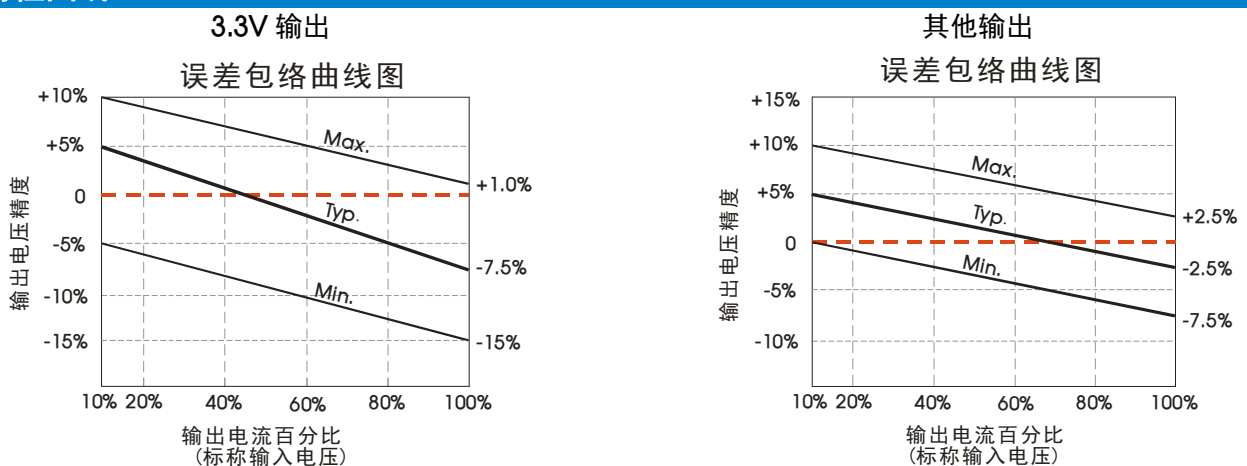 3.3V 输出
误差包络曲线图
+10%
+5%
0
-5%
-10%
-15%
输出电压精度
Max.
Typ.
Min.
+1.0%
-7.5%
-15%
10% 20% 40% 60% 80% 100%
输出电流百分比
(标称输入电压)
其他输出
误差包络曲线图
+15%
+10%
+5%
0
-5%
-10%
输出电压精度
Max.
Typ.
Min.
+2.5%
-2.5%
-7.5%
10% 20% 40% 60% 80% 100%
输出电流百分比
(标称输入电压)